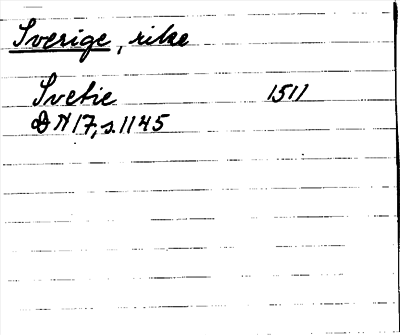 Sverige, rike
Svetie 1511
DN 17, s. 1145